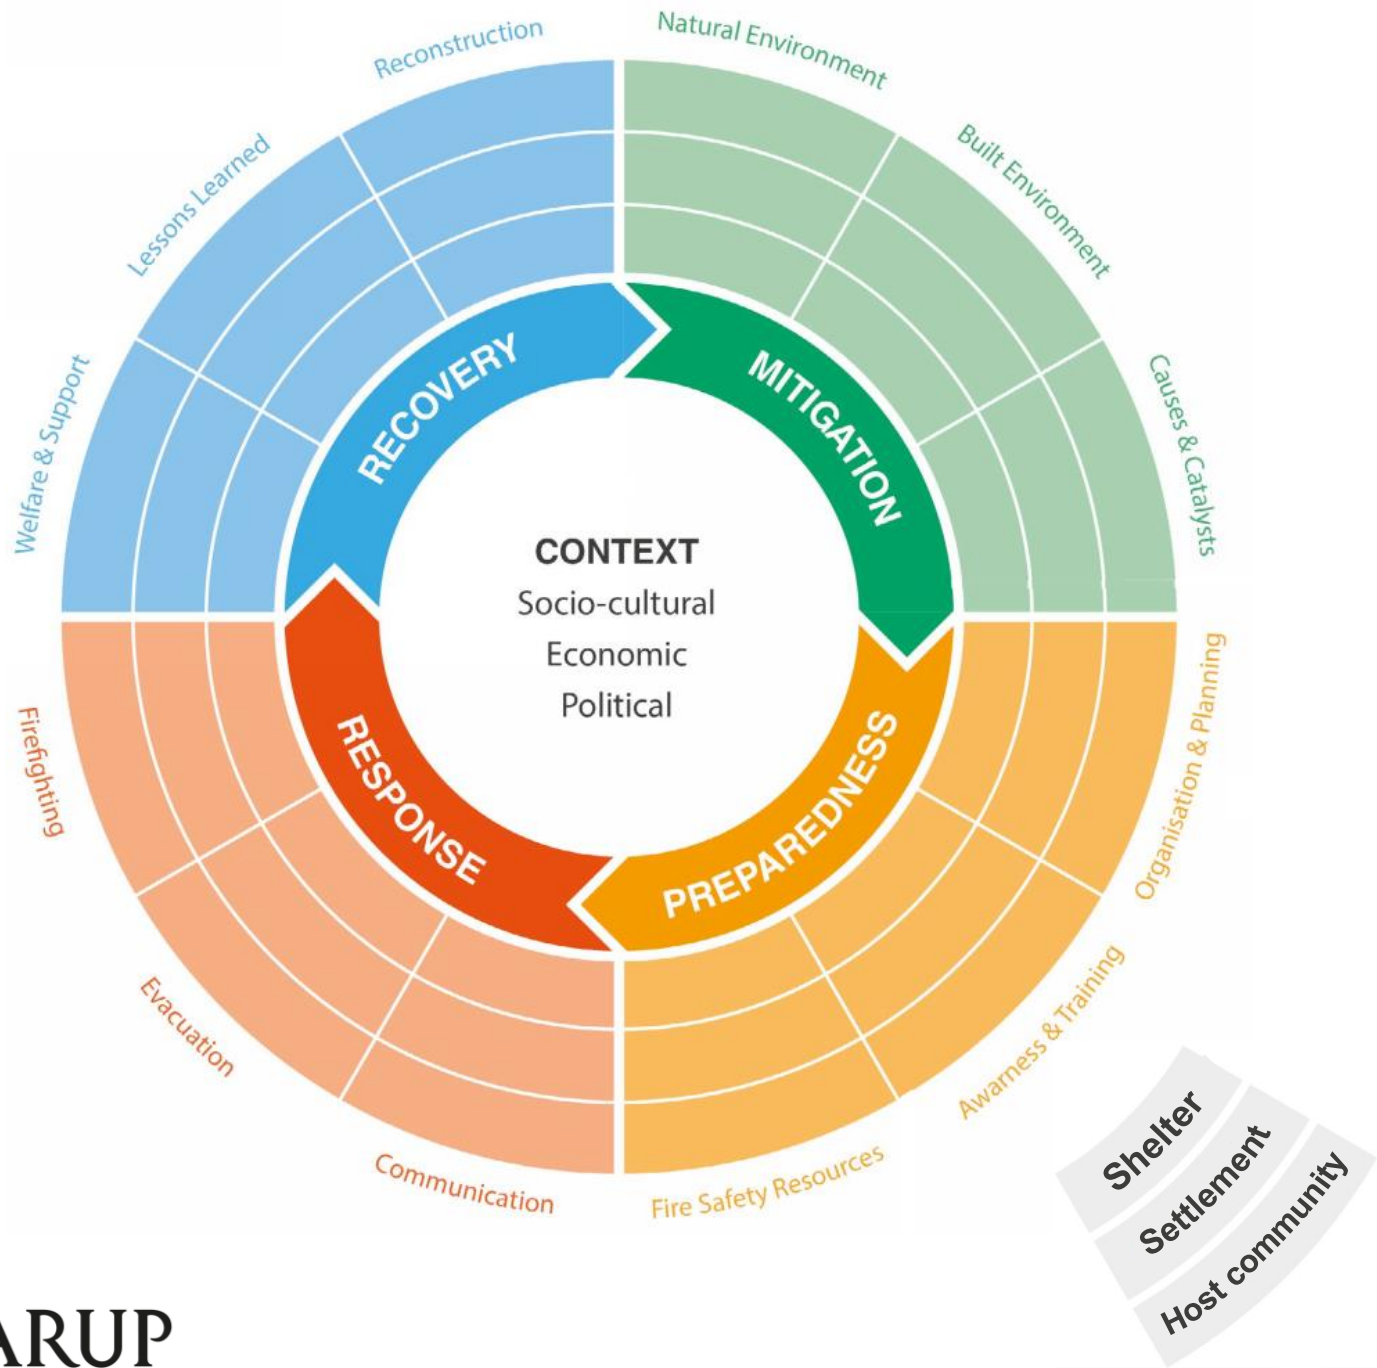 Reconstruction
Natural Environment
Lessons Learned
Built Environment
Welfare & Support
Causes & Catalysts
RECOVERY
MITIGATION
CONTEXT
Socio-cultural
Economic
Political
RESPONSE
PREPAREDNESS
Firefighting
Organisation & Planning
Evacuation
Awarness & Training
Communication
Fire Safety Resources
Shelter
Settlement
Host community
ARUP